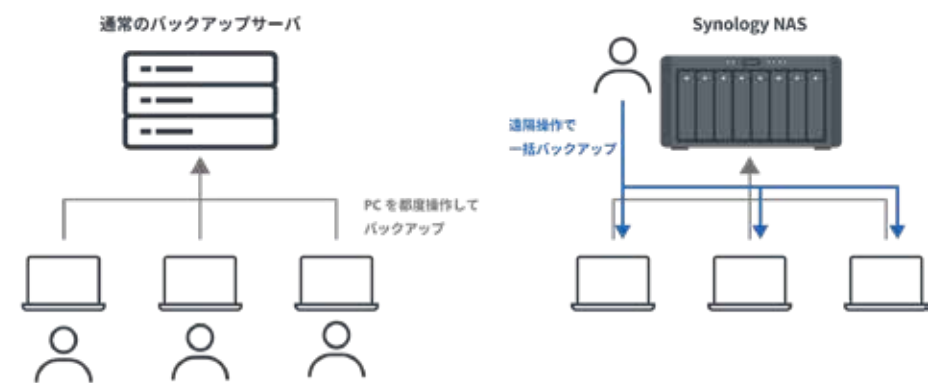 通常のバックアップサーバ
Synology NAS
遠隔操作で
一括バックアップ
PC を都度操作して
バックアップ